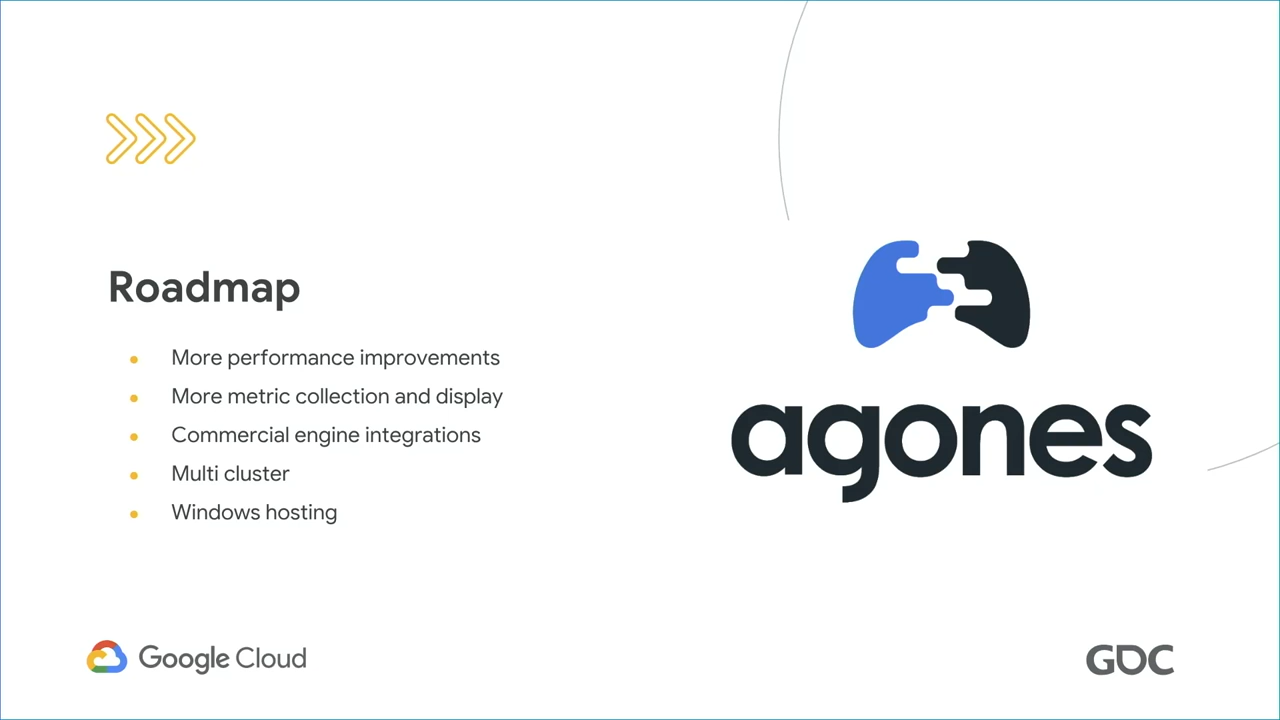 Roadmap
More performance improvements
More metric collection and display
Commercial engine integrations
Multi cluster
Windows hosting
agones
Google Cloud
GDC